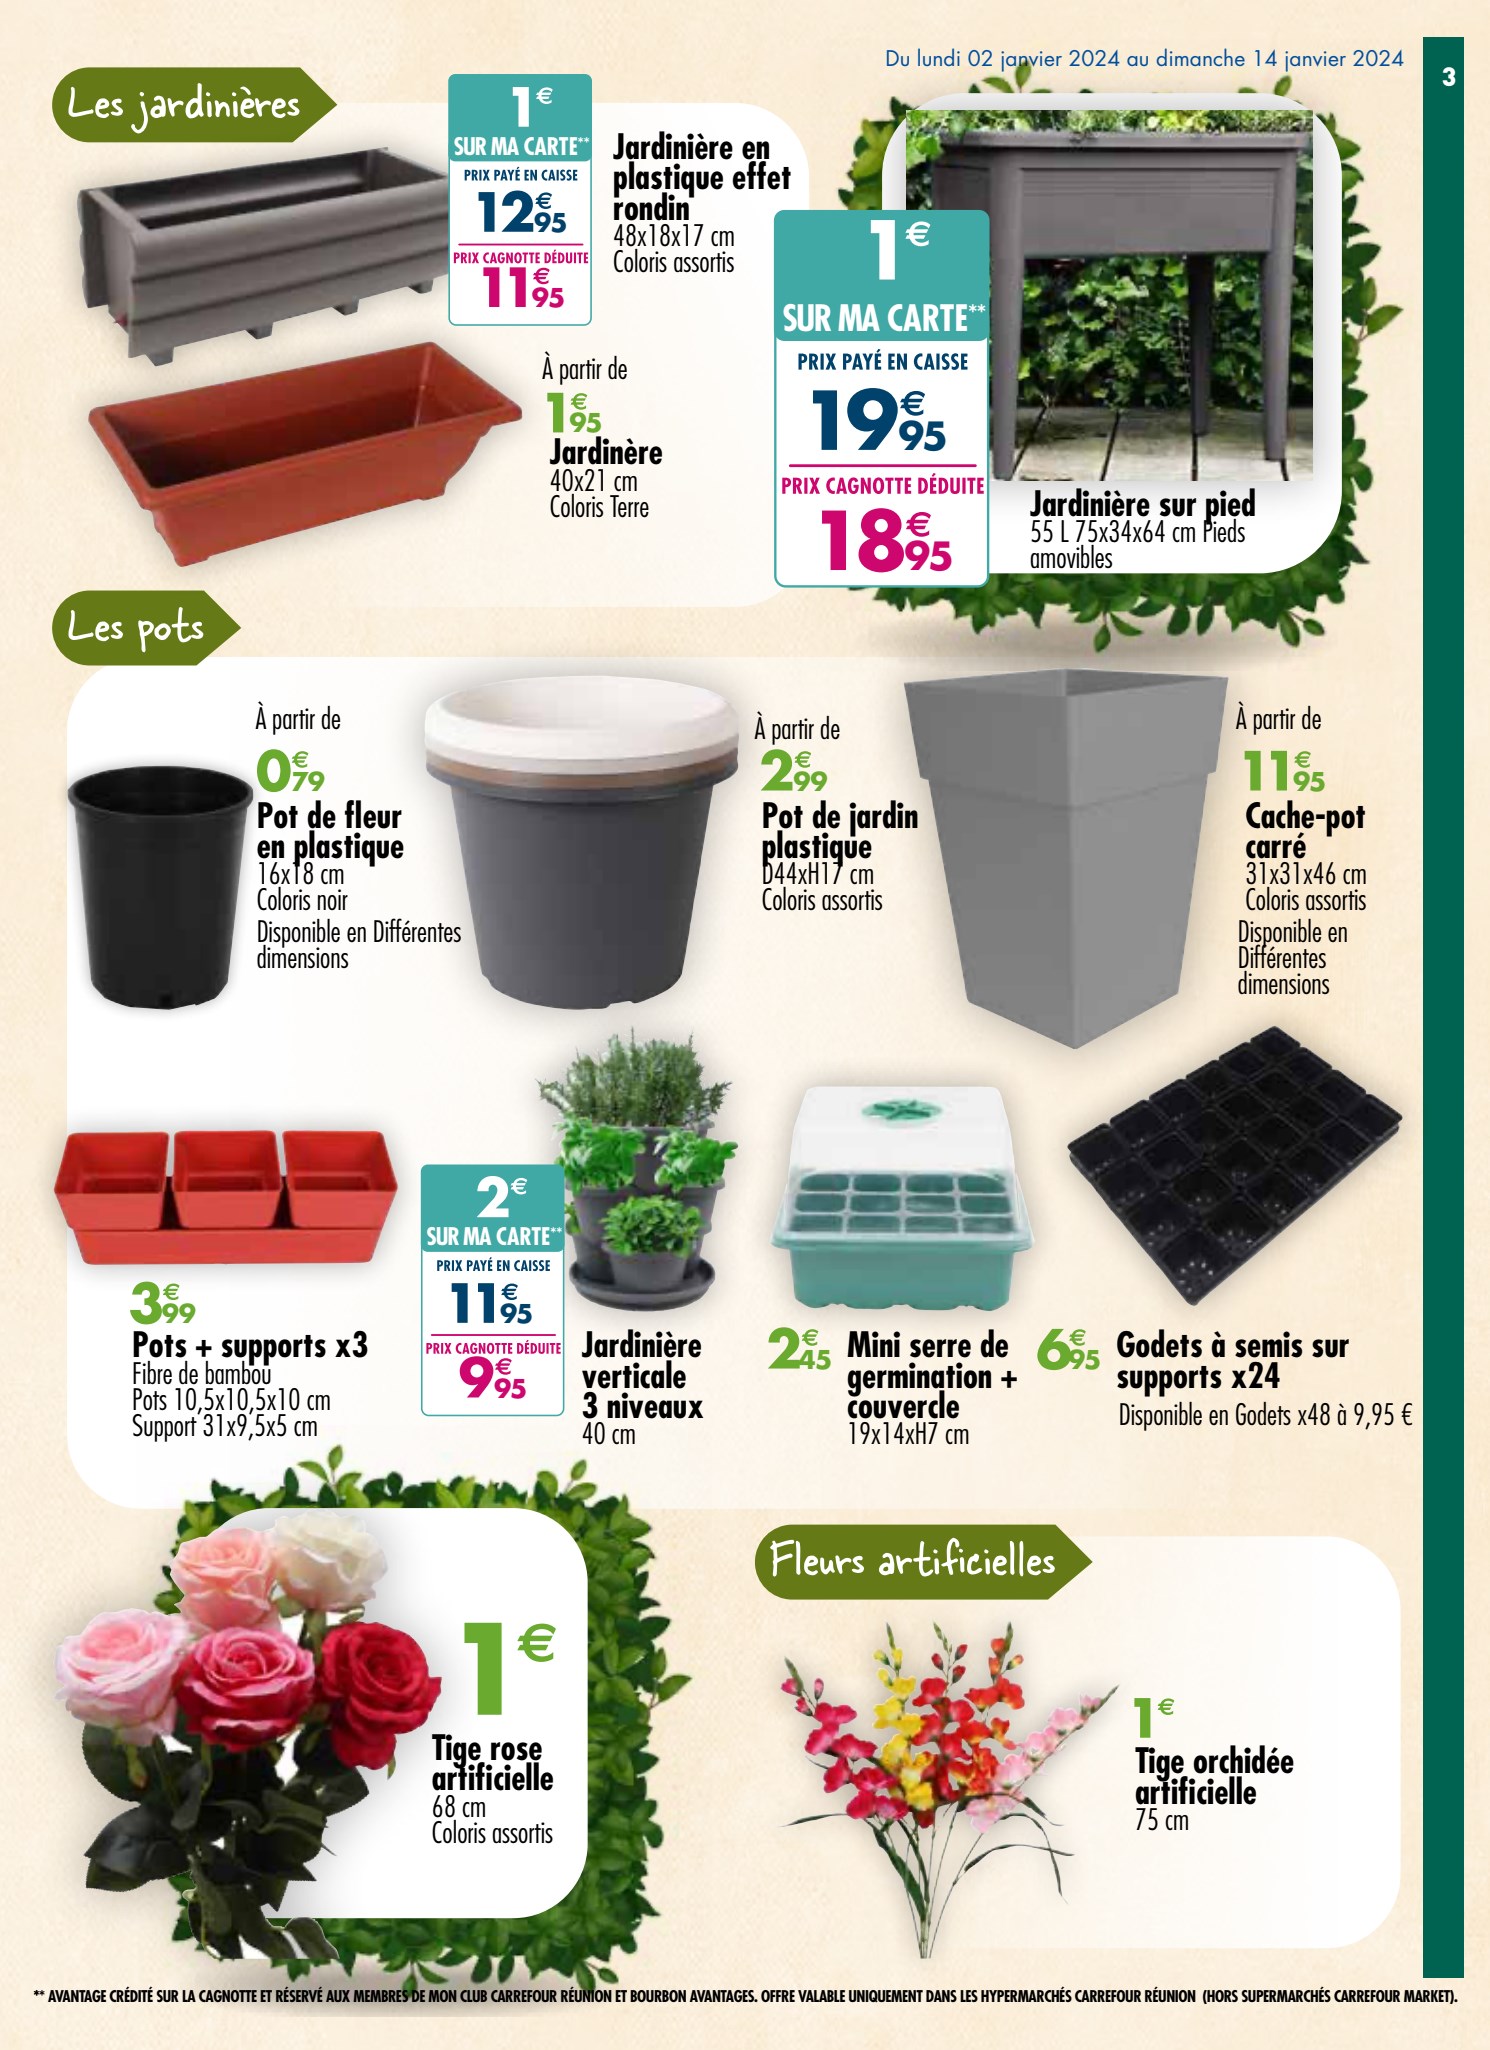 Du lundi 02 janvier 2024 au dimanche 14 janvier 2024
3
Les jardinières
1€
SUR MA CARTE**
PRIX PAYÉ EN CAISSE
12€95
PRIX CAGNOTTE DÉDUITE
11€95
Jardinière en
plastique effet
rondin
48x18x17 cm
Coloris assortis
À partir de
1€95
Jardinère
40x21 cm
Coloris Terre
1€
SUR MA CARTE**
PRIX PAYÉ EN CAISSE
19€95
PRIX CAGNOTTE DÉDUITE
18€95
Jardinière sur pied
55 L 75x34x64 cm Pieds
amovibles
Les pots
À partir de
0€79
Pot de fleur
en plastique
16x18 cm
Coloris noir
Disponible en Différentes
dimensions
À partir de
2€99
Pot de jardin
plastique
D44xH17 cm
Coloris assortis
À partir de
11€95
Cache-pot
carré
31x31x46 cm
Coloris assortis
Disponible en
Différentes
dimensions
3€99
Pots + supports x3
Fibre de bambou
Pots 10,5x10,5x10 cm
Support 31x9,5x5 cm
2€
SUR MA CARTE**
PRIX PAYÉ EN CAISSE
11€95
PRIX CAGNOTTE DÉDUITE
9€95
Jardinière
verticale
3 niveaux
40 cm
2€45
Mini serre de
germination +
couvercle
19x14xH7 cm
6€95
Godets à semis sur
supports x24
Disponible en Godets x48 à 9,95 €
1€
Tige rose
artificielle
68 cm
Coloris assortis
Fleurs artificielles
1€
Tige orchidée
artificielle
75 cm
** AVANTAGE CRÉDITÉ SUR LA CAGNOTTE ET RÉSERVÉ AUX MEMBRES DE MON CLUB CARREFOUR RÉUNION ET BOURBON AVANTAGES. OFFRE VALABLE UNIQUEMENT DANS LES HYPERMARCHÉS CARREFOUR RÉUNION (HORS SUPERMARCHÉS CARREFOUR MARKET).